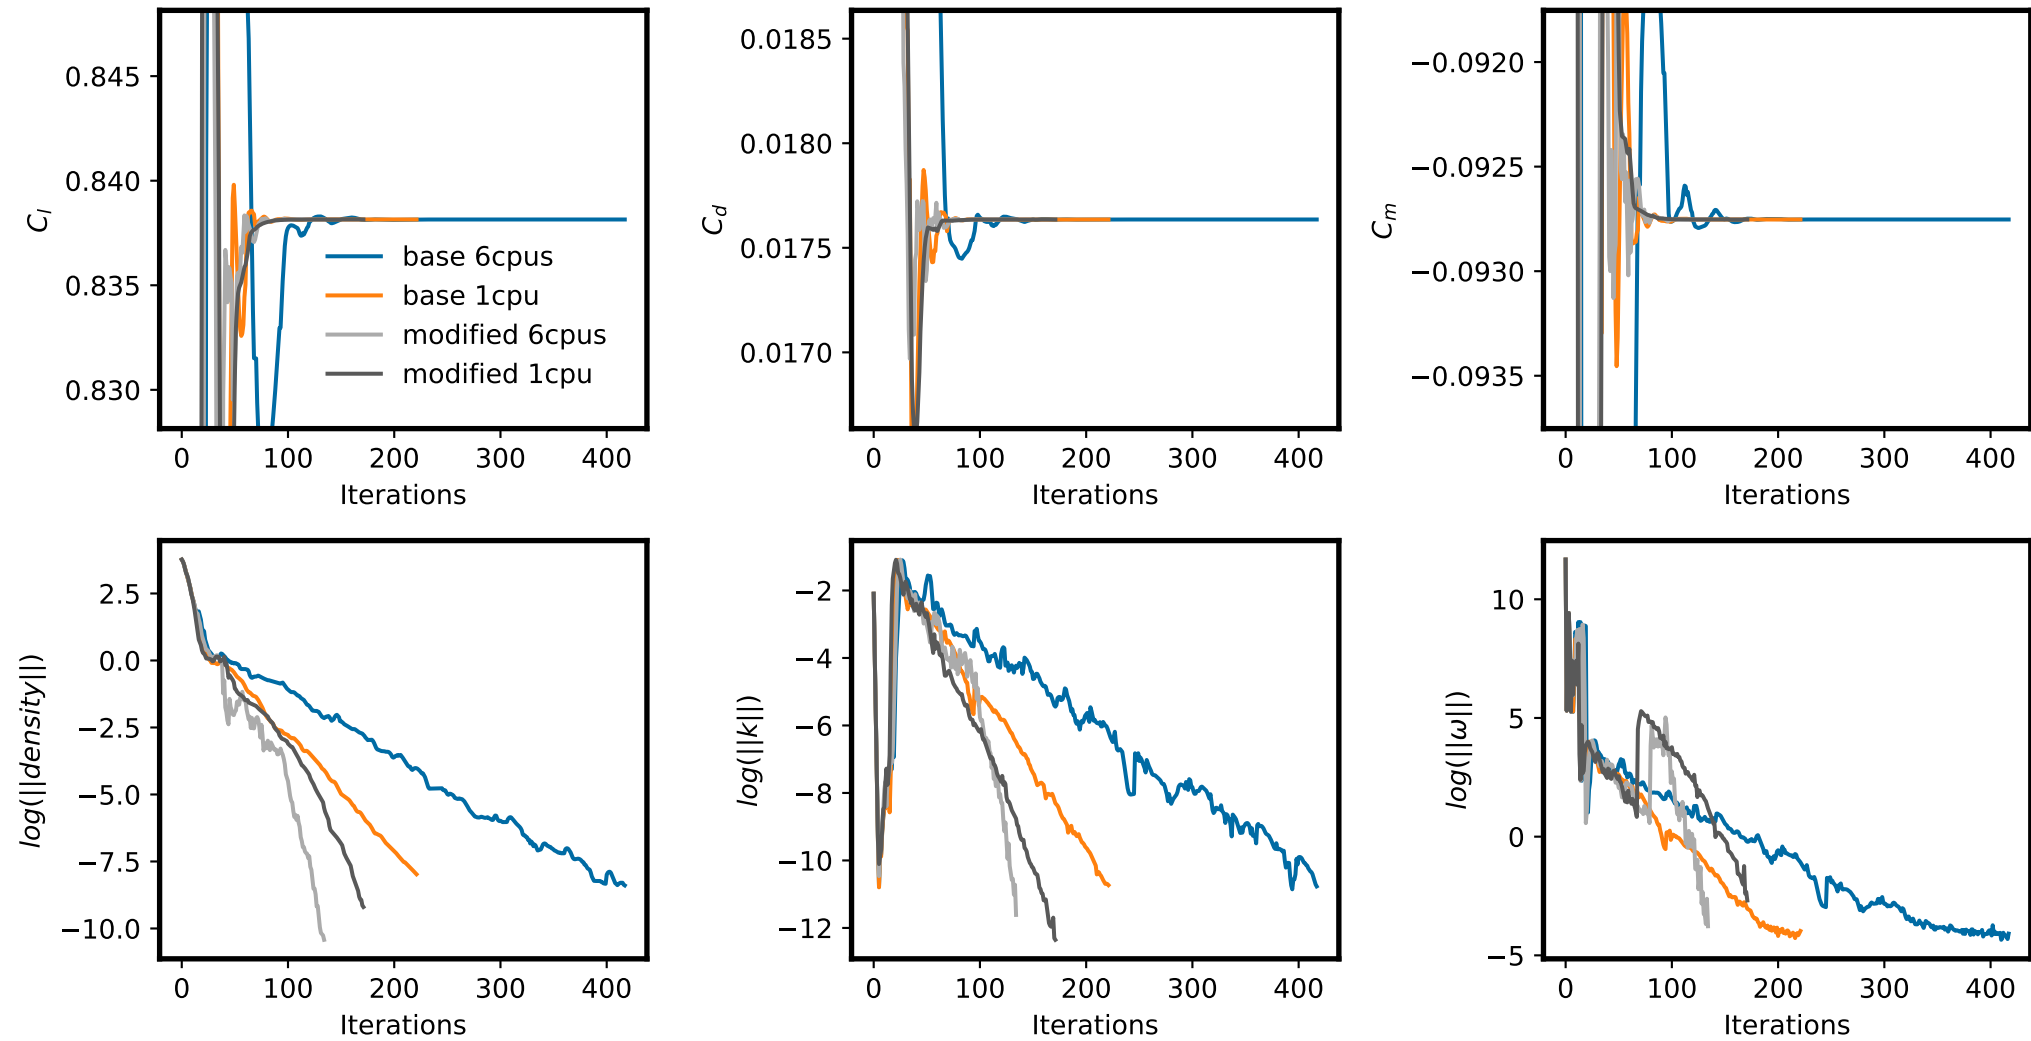 0.845
0.840
0.835
0.830
C_l
base 6cpus
base 1cpu
modified 6cpus
modified 1cpu
0 100 200 300 400
Iterations
0.0185
0.0180
0.0175
0.0170
C_d
0 100 200 300 400
Iterations
−0.0920
−0.0925
−0.0930
−0.0935
C_m
0 100 200 300 400
Iterations
2.5
0.0
−2.5
−5.0
−7.5
−10.0
log(||density||)
0 100 200 300 400
Iterations
−2
−4
−6
−8
−10
−12
log(||k||)
0 100 200 300 400
Iterations
10
5
0
−5
log(||ω||)
0 100 200 300 400
Iterations